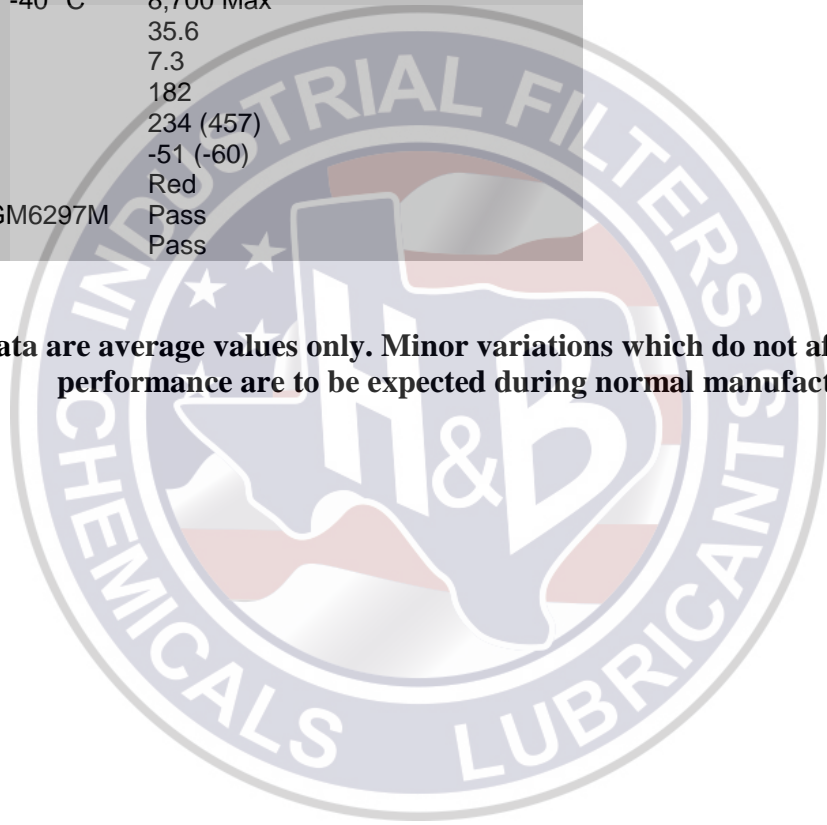 -40 °C 8,700 Max
35.6
7.3
182
234 (457)
-51 (-60)
Red
GM6297M Pass
Pass
ata are average values only. Minor variations which do not af
performance are to be expected during normal manufact
INDUSTRIAL FILTERS
H&B
CHEMICALS LUBRICANTS